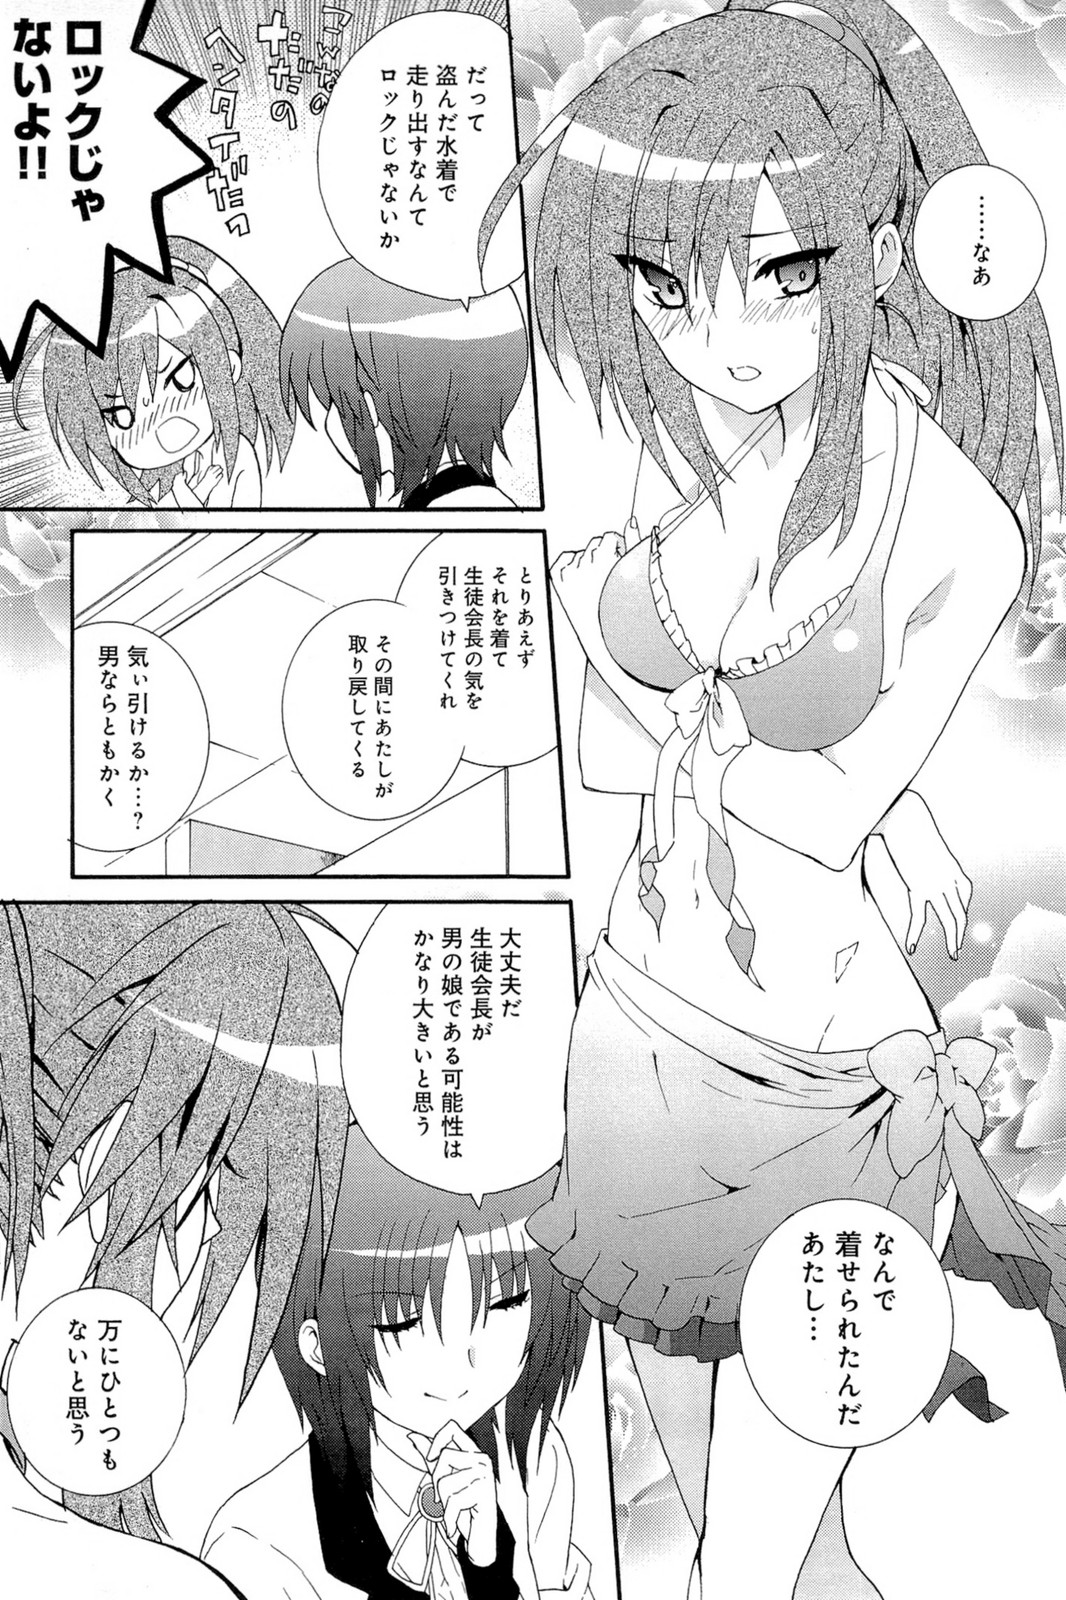 ……なあ
なんで
着せられたんだ
あたし…
だって
盗んだ水着で
走り出すなんて
ロックじゃないか
ロックじゃ
ないよ!!
こんなの
ただの
ヘンタイだっ
とりあえず
それを着て
生徒会長の気を
引きつけてくれ
その間にあたしが
取り戻してくる
気ぃ引けるか…?
男ならともかく
大丈夫だ
生徒会長が
男の娘である可能性は
かなり大きいと思う
万にひとつも
ないと思う